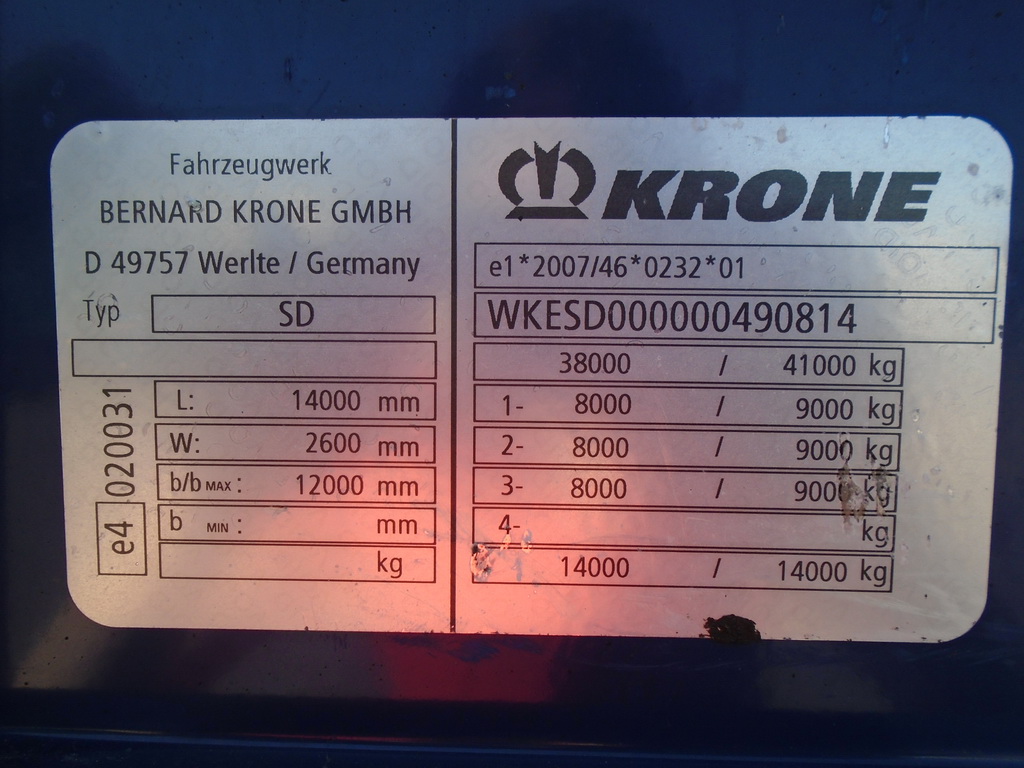 Fahrzeugwerk
BERNARD KRONE GMBH
D 49757 Werlte / Germany
Typ SD
L: 14000 mm
W: 2600 mm
b/b MAX : 12000 mm
b MIN : mm
kg
e4 020031
KRONE
e1*2007/46*0232*01
WKESD000000490814
38000 / 41000 kg
1- 8000 / 9000 kg
2- 8000 / 9000 kg
3- 8000 / 9000 kg
4- kg
14000 / 14000 kg